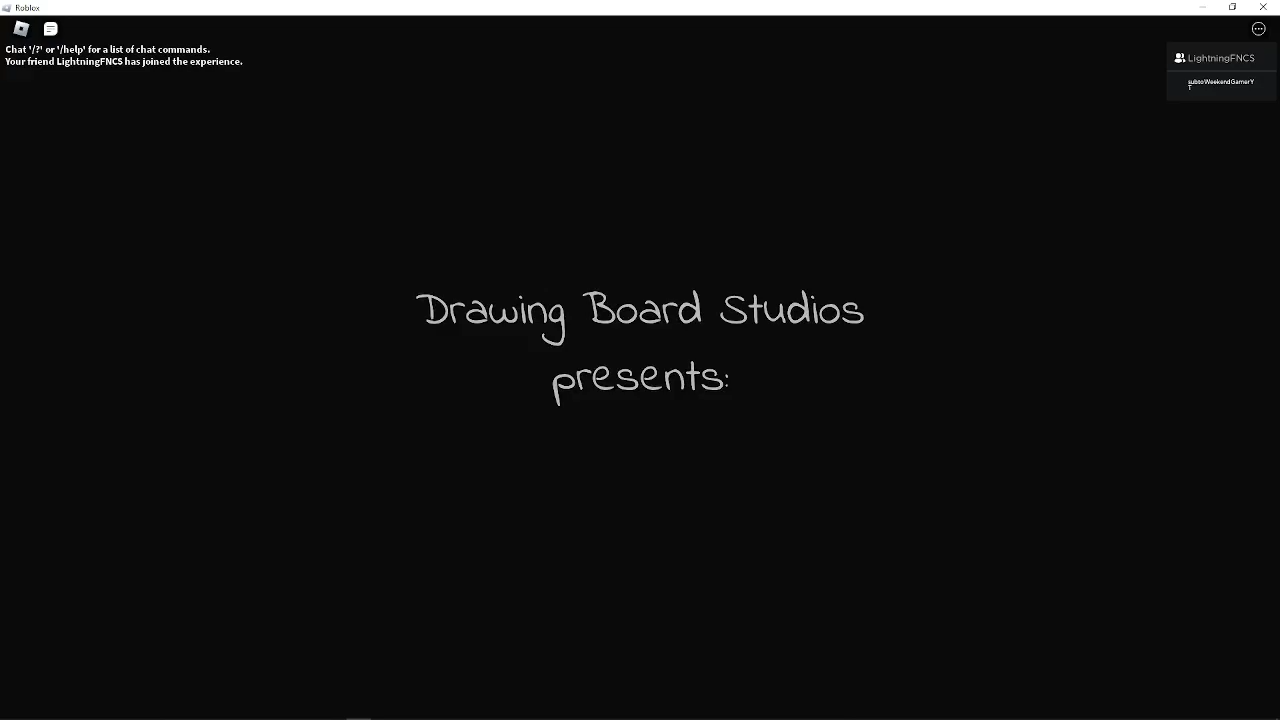 Roblox
Chat '/?' or '/help' for a list of chat commands.
Your friend LightningFNCS has joined the experience.
LightningFNCS
subtoWeekendGamerY
T
Drawing Board Studios
presents: